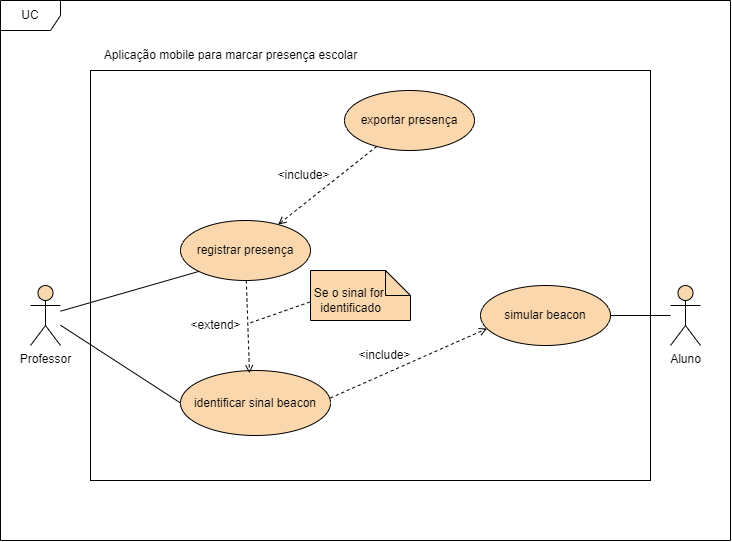 UC
Aplicação mobile para marcar presença escolar
exportar presença
<include>
registrar presença
Se o sinal for
identificado
<extend>
simular beacon
<include>
Professor
Aluno
identificar sinal beacon